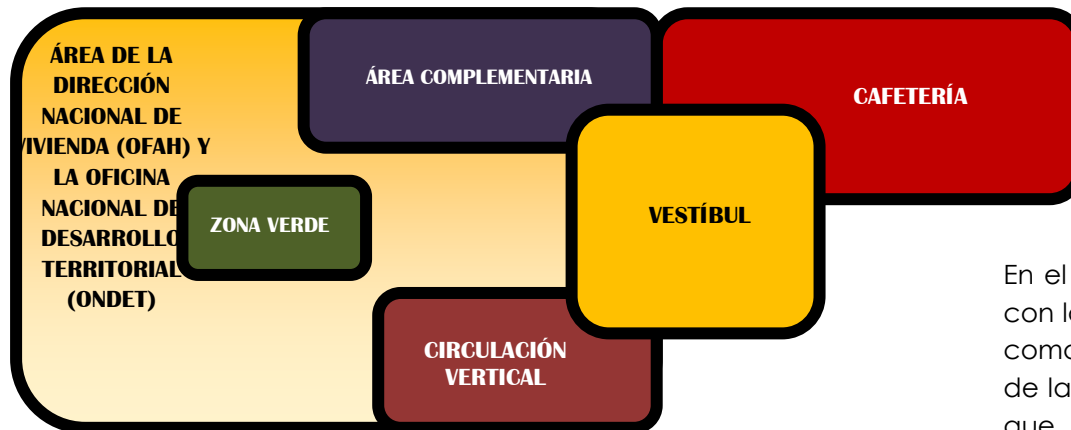 ÁREA DE LA
DIRECCIÓN
NACIONAL DE
VIVIENDA (OFAH) Y
LA OFICINA
NACIONAL DE
DESARROLLO
TERRITORIAL
(ONDET)
ÁREA COMPLEMENTARIA
CAFETERÍA
ZONA VERDE
VESTÍBUL
CIRCULACIÓN
VERTICAL
En el
con l
como
de la
que